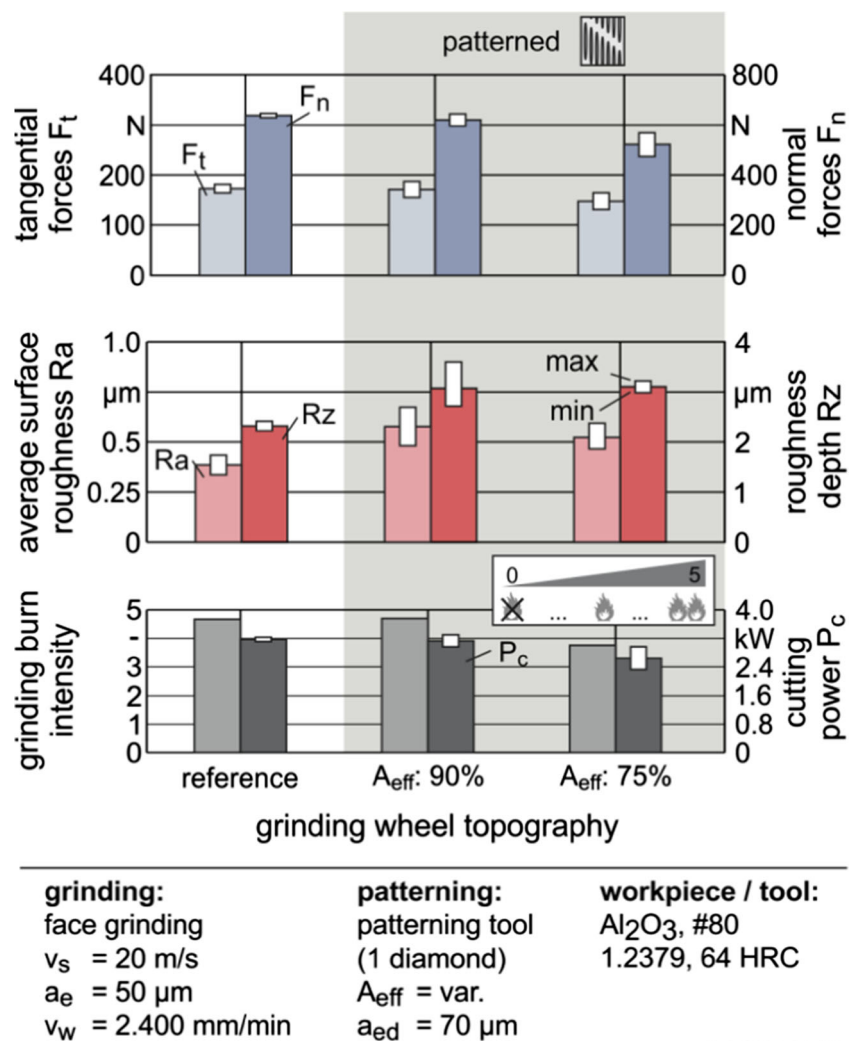 patterned
tangential
forces Ft
400
N
200
100
0
Ft
Fn
800
N
400
200
0
normal
forces Fn
average surface
roughness Ra
1.0
µm
0.5
0.25
0
Ra
Rz
max
min
4
µm
2
1
0
roughness
depth Rz
grinding burn
intensity
5
-
3
2
1
0
0 5
... ...
Pc
4.0
kW
2.4
1.6
0.8
0
cutting
power Pc
reference Aeff: 90% Aeff: 75%
grinding wheel topography
grinding: patterning: workpiece / tool:
face grinding patterning tool Al2O3, #80
vs = 20 m/s (1 diamond) 1.2379, 64 HRC
ae = 50 µm Aeff = var.
vw = 2.400 mm/min aed = 70 µm